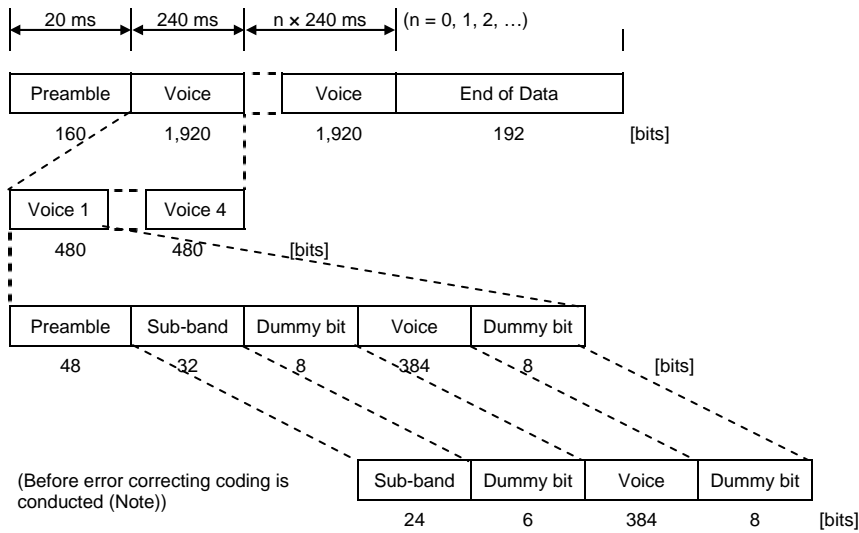 20 ms 240 ms n × 240 ms (n = 0, 1, 2, …)
Preamble Voice Voice End of Data
160 1,920 1,920 192 [bits]
Voice 1 Voice 4
480 480 [bits]
Preamble Sub-band Dummy bit Voice Dummy bit
48 32 8 384 8 [bits]
(Before error correcting coding is
conducted (Note))
Sub-band Dummy bit Voice Dummy bit
24 6 384 8 [bits]